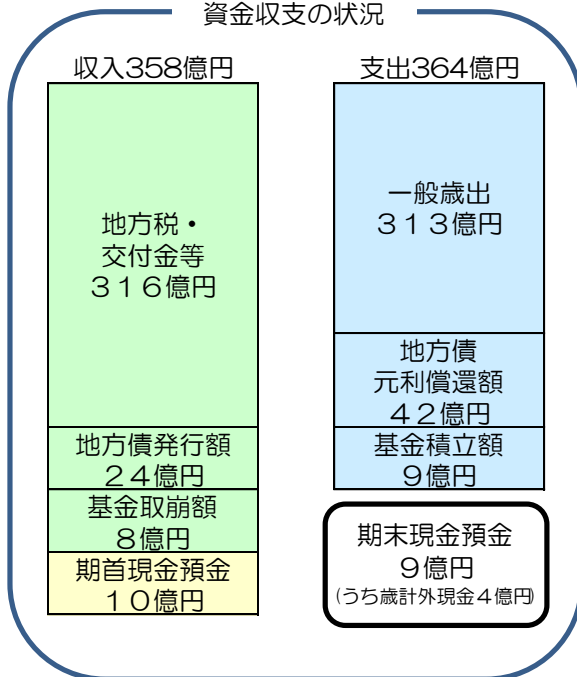 資金収支の状況
収入358億円
地方税・
交付金等
３１６億円
地方債発行額
２４億円
基金取崩額
８億円
期首現金預金
１０億円
支出364億円
一般歳出
３１３億円
地方債
元利償還額
４２億円
基金積立額
９億円
期末現金預金
９億円
(うち歳計外現金４億円)